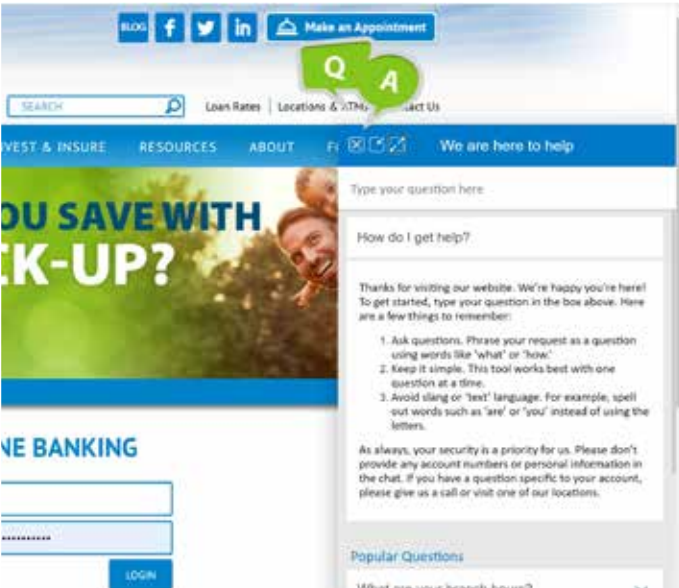 BLOG
f
in
Make an Appointment
Q
A
SEARCH
Loan Rates
Locations &
Us
& INSURE
RESOURCES
ABOUT
We are here to help
Type your question here
OU SAVE WITH
K-UP?
How do I get help?
Thanks for visiting our website. We're happy you're here!
To get started, type your question in the box above. Here
are a few things to remember:
1. Ask questions. Phrase your request as a question
using words like 'what' or 'how.'
2. Keep it simple. This tool works best with one
question at a time.
3. Avoid slang or 'text' language. For example, spell
out words such as 'are' or 'you' instead of using the
letters.
As always, your security is a priority for us. Please don't
provide any account numbers or personal information in
the chat. If you have a question specific to your account,
please give us a call or visit one of our locations.
NE BANKING
LOGIN
Popular Questions
What are your branch hours?